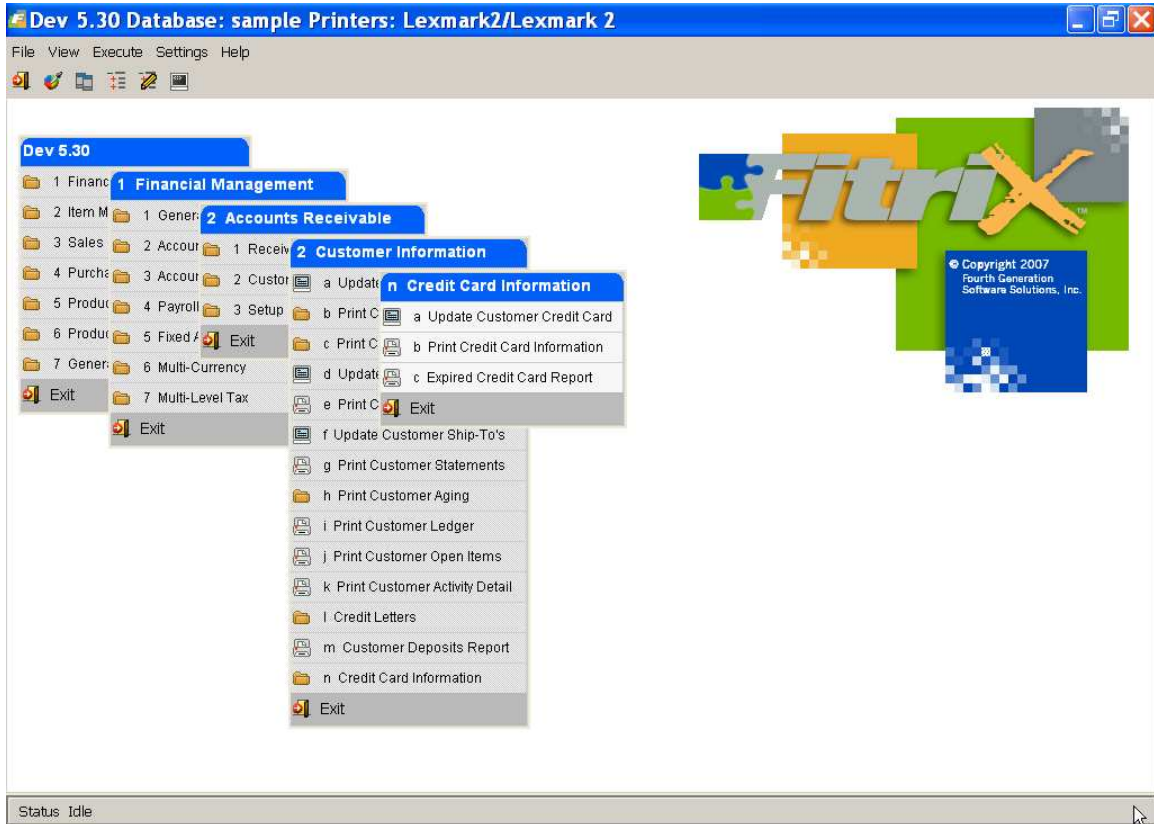 Dev 5.30 Database: sample Printers: Lexmark2/Lexmark 2
File View Execute Settings Help
FitriX ™
© Copyright 2007
Fourth Generation
Software Solutions, Inc.
Dev 5.30
1 Financ
2 Item M
3 Sales
4 Purcha
5 Produc
6 Produc
7 Genera
Exit
1 Financial Management
1 Genera
2 Accoun
3 Accoun
4 Payroll
5 Fixed A
6 Multi-Currency
7 Multi-Level Tax
Exit
2 Accounts Receivable
1 Receiv
2 Custor
3 Setup
Exit
2 Customer Information
a Update
b Print C
c Print C
d Update
e Print C
f Update Customer Ship-To's
g Print Customer Statements
h Print Customer Aging
i Print Customer Ledger
j Print Customer Open Items
k Print Customer Activity Detail
l Credit Letters
m Customer Deposits Report
n Credit Card Information
Exit
n Credit Card Information
a Update Customer Credit Card
b Print Credit Card Information
c Expired Credit Card Report
Exit
Status Idle